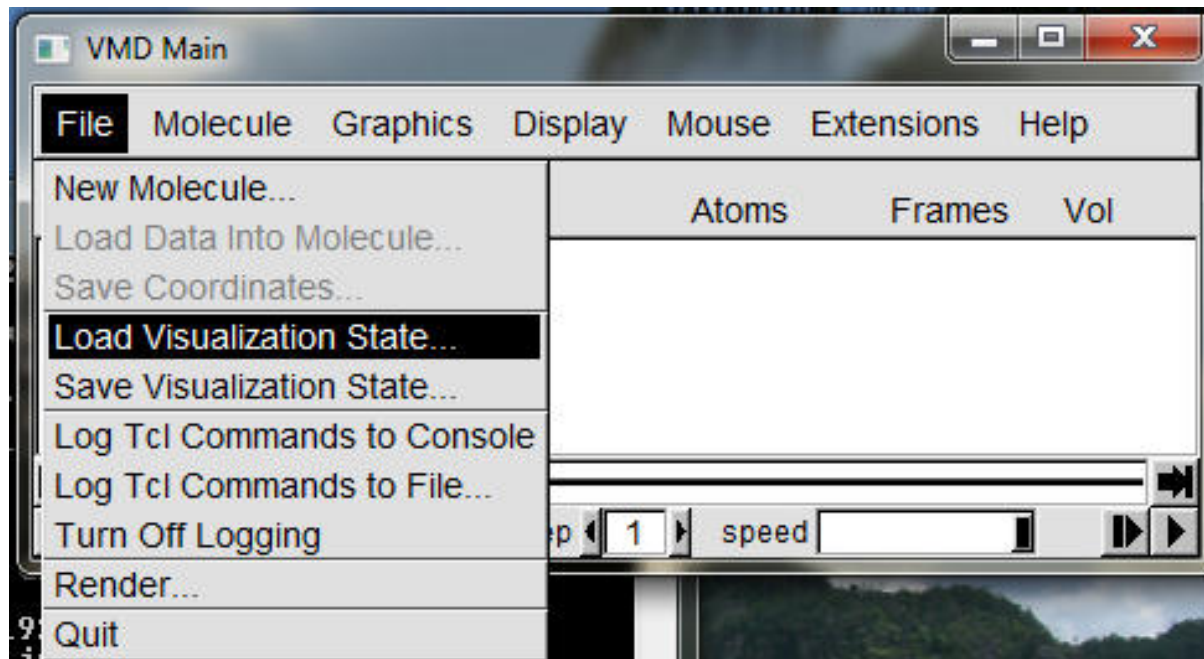 VMD Main
File Molecule Graphics Display Mouse Extensions Help
New Molecule...
Atoms Frames Vol
Load Data Into Molecule...
Save Coordinates...
Load Visualization State...
Save Visualization State...
Log Tcl Commands to Console
Log Tcl Commands to File...
Turn Off Logging
1 speed
Render...
Quit